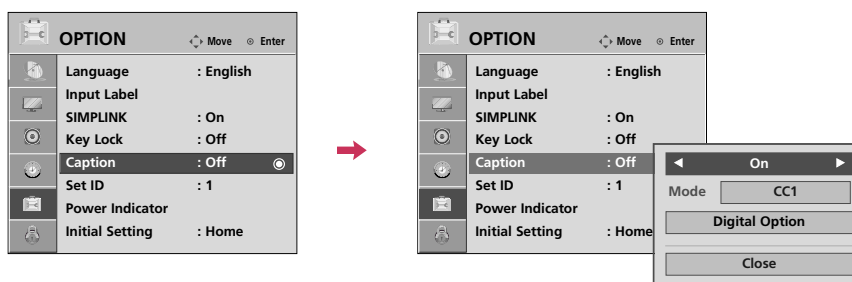 OPTION Move Enter
Language : English
Input Label
SIMPLINK : On
Key Lock : Off
Caption : Off
Set ID : 1
Power Indicator
Initial Setting : Home
OPTION Move Enter
Language : English
Input Label
SIMPLINK : On
Key Lock : Off
Caption : Off
Set ID : 1
Power Indicator
Initial Setting : Home
On
Mode CC1
Digital Option
Close